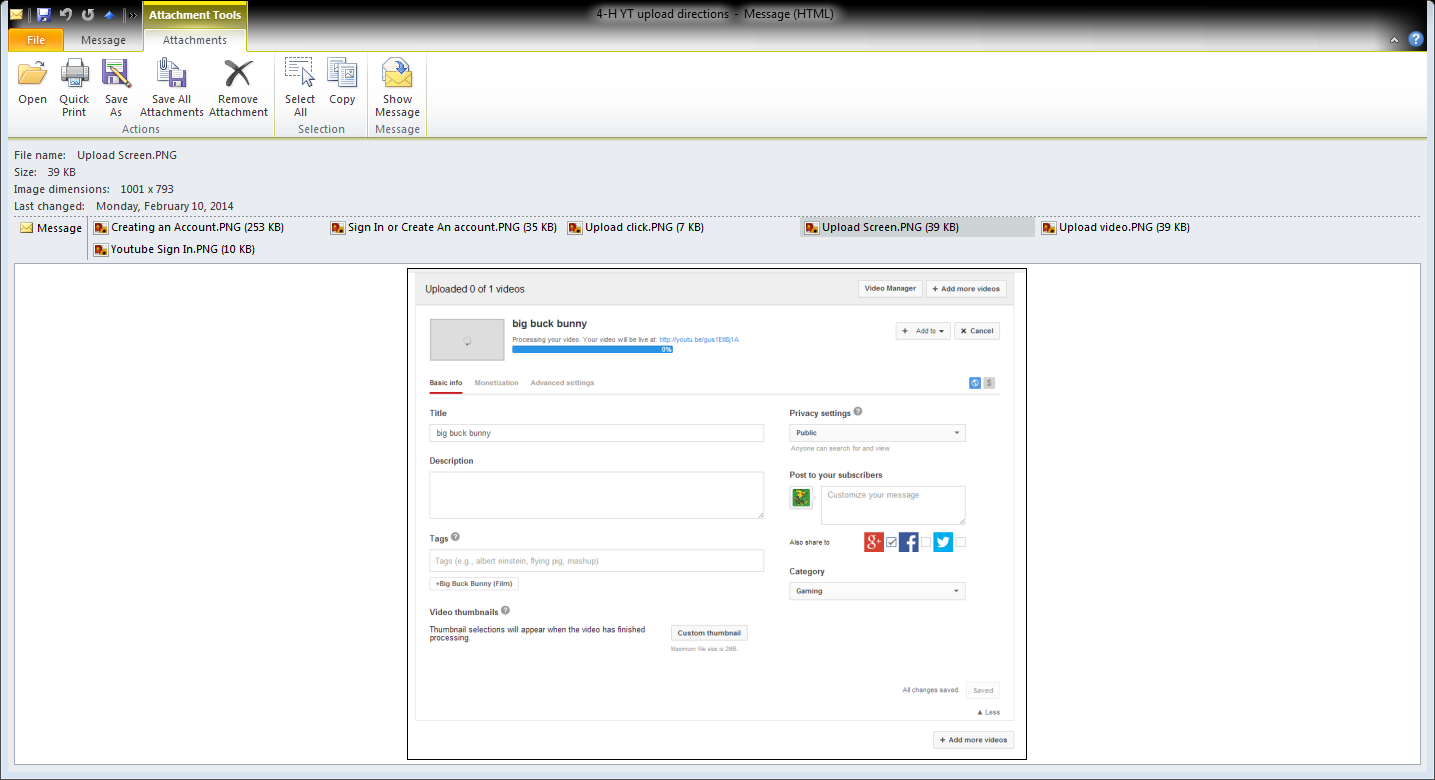 4-H YT upload directions - Message (HTML)
Attachment Tools
File
Message
Attachments
Open
Quick Print
Save As
Save All Attachments
Remove Attachment
Select All
Copy
Show Message
Actions
Selection
Message
File name: Upload Screen.PNG
Size: 39 KB
Image dimensions: 1001 x 793
Last changed: Monday, February 10, 2014
Message
Creating an Account.PNG (253 KB)
Sign In or Create An account.PNG (35 KB)
Upload click.PNG (7 KB)
Upload Screen.PNG (39 KB)
Upload video.PNG (39 KB)
Youtube Sign In.PNG (10 KB)
Uploaded 0 of 1 videos
Video Manager
+ Add more videos
big buck bunny
Processing your video. Your video will be live at:
0%
+ Add to
× Cancel
Basic info
Monetization
Advanced settings
$
Title
big buck bunny
Description
Tags ?
Tags (e.g., albert einstein, flying pig, mashup)
+Big Buck Bunny (Film)
Video thumbnails ?
Thumbnail selections will appear when the video has finished
processing.
Custom thumbnail
Maximum file size is 2MB.
Privacy settings ?
Public
Anyone can search for and view
Post to your subscribers
Customize your message
Also share to
g+
f
Category
Gaming
All changes saved.
Saved
Less
+ Add more videos